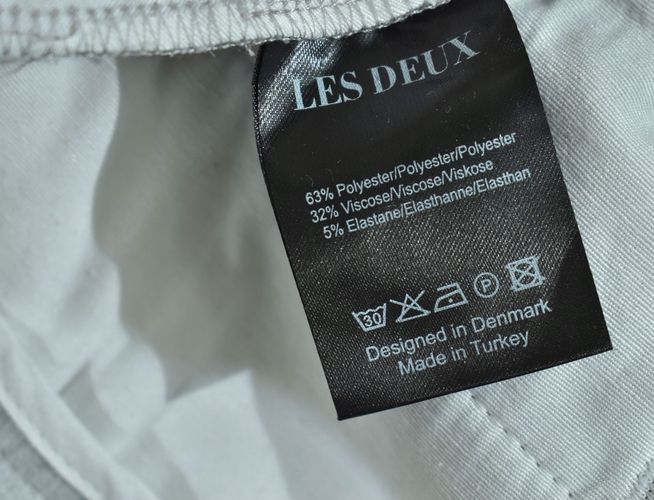 LES DEUX
63% Polyester/Polyester/Polyester
32% Viscose/Viscose/Viskose
5% Elastane/Elasthanne/Elasthan
30 P
Designed in Denmark
Made in Turkey